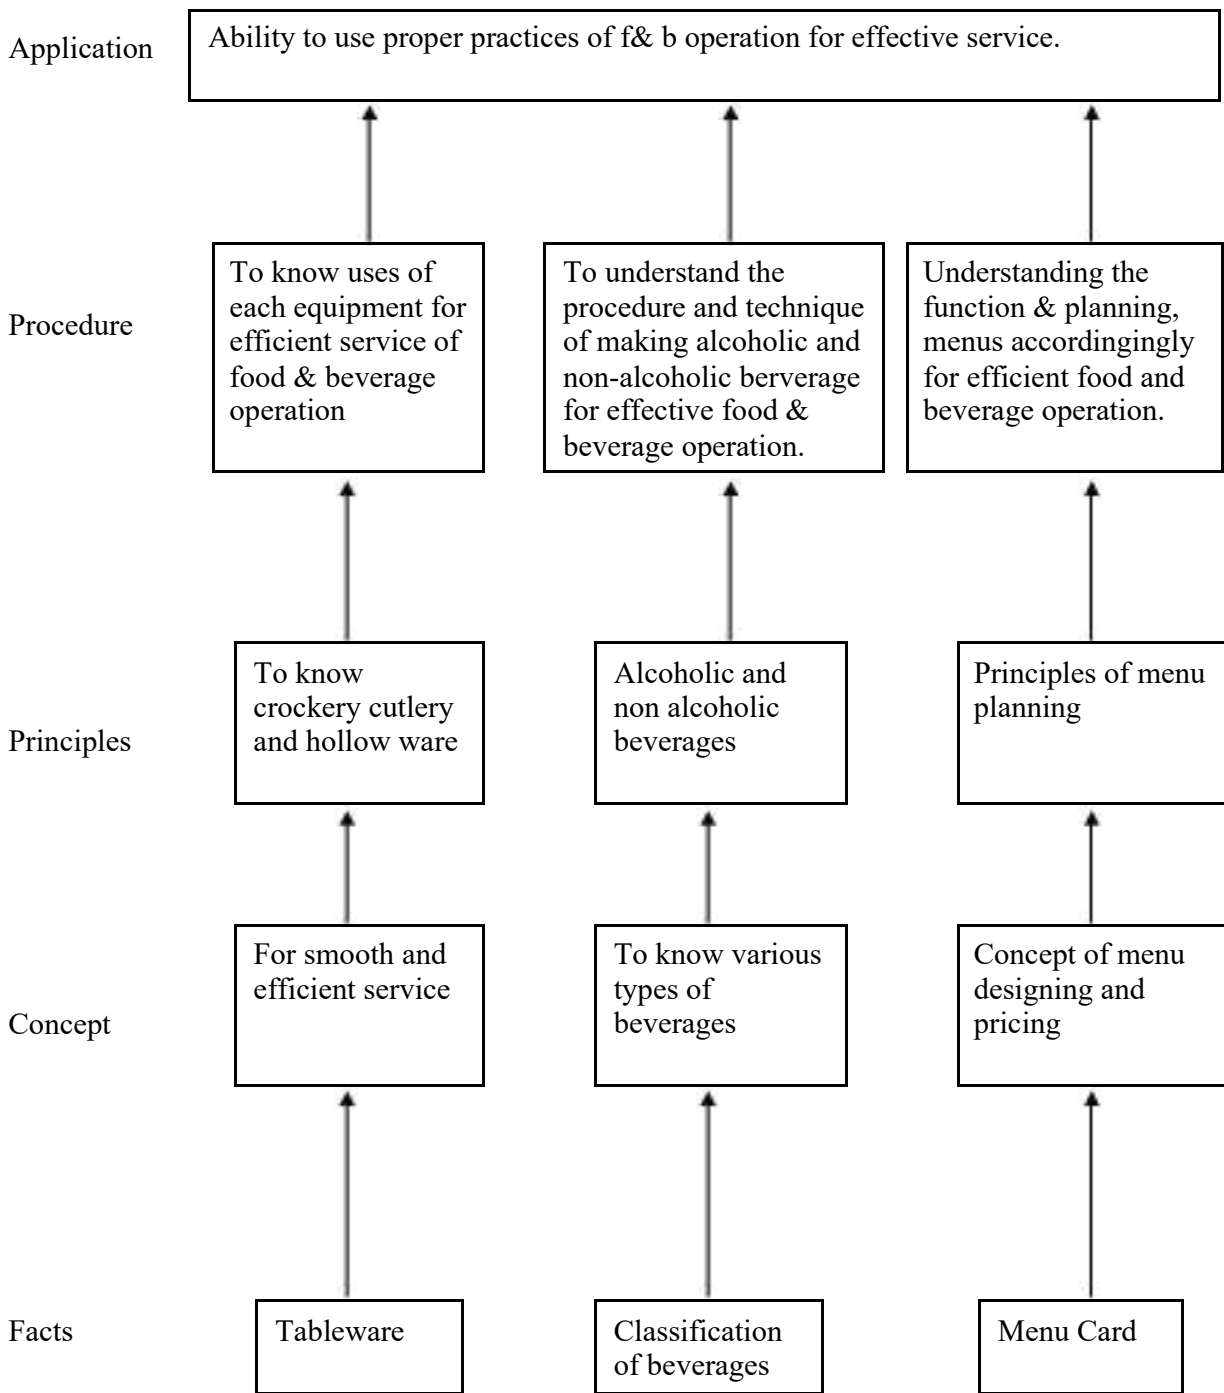 Application
Ability to use proper practices of f& b operation for effective service.
Procedure
To know uses of
each equipment for
efficient service of
food & beverage
operation
To understand the
procedure and technique
of making alcoholic and
non-alcoholic berverage
for effective food &
beverage operation.
Understanding the
function & planning,
menus accordingingly
for efficient food and
beverage operation.
Principles
To know
crockery cutlery
and hollow ware
Alcoholic and
non alcoholic
beverages
Principles of menu
planning
Concept
For smooth and
efficient service
To know various
types of
beverages
Concept of menu
designing and
pricing
Facts
Tableware
Classification
of beverages
Menu Card